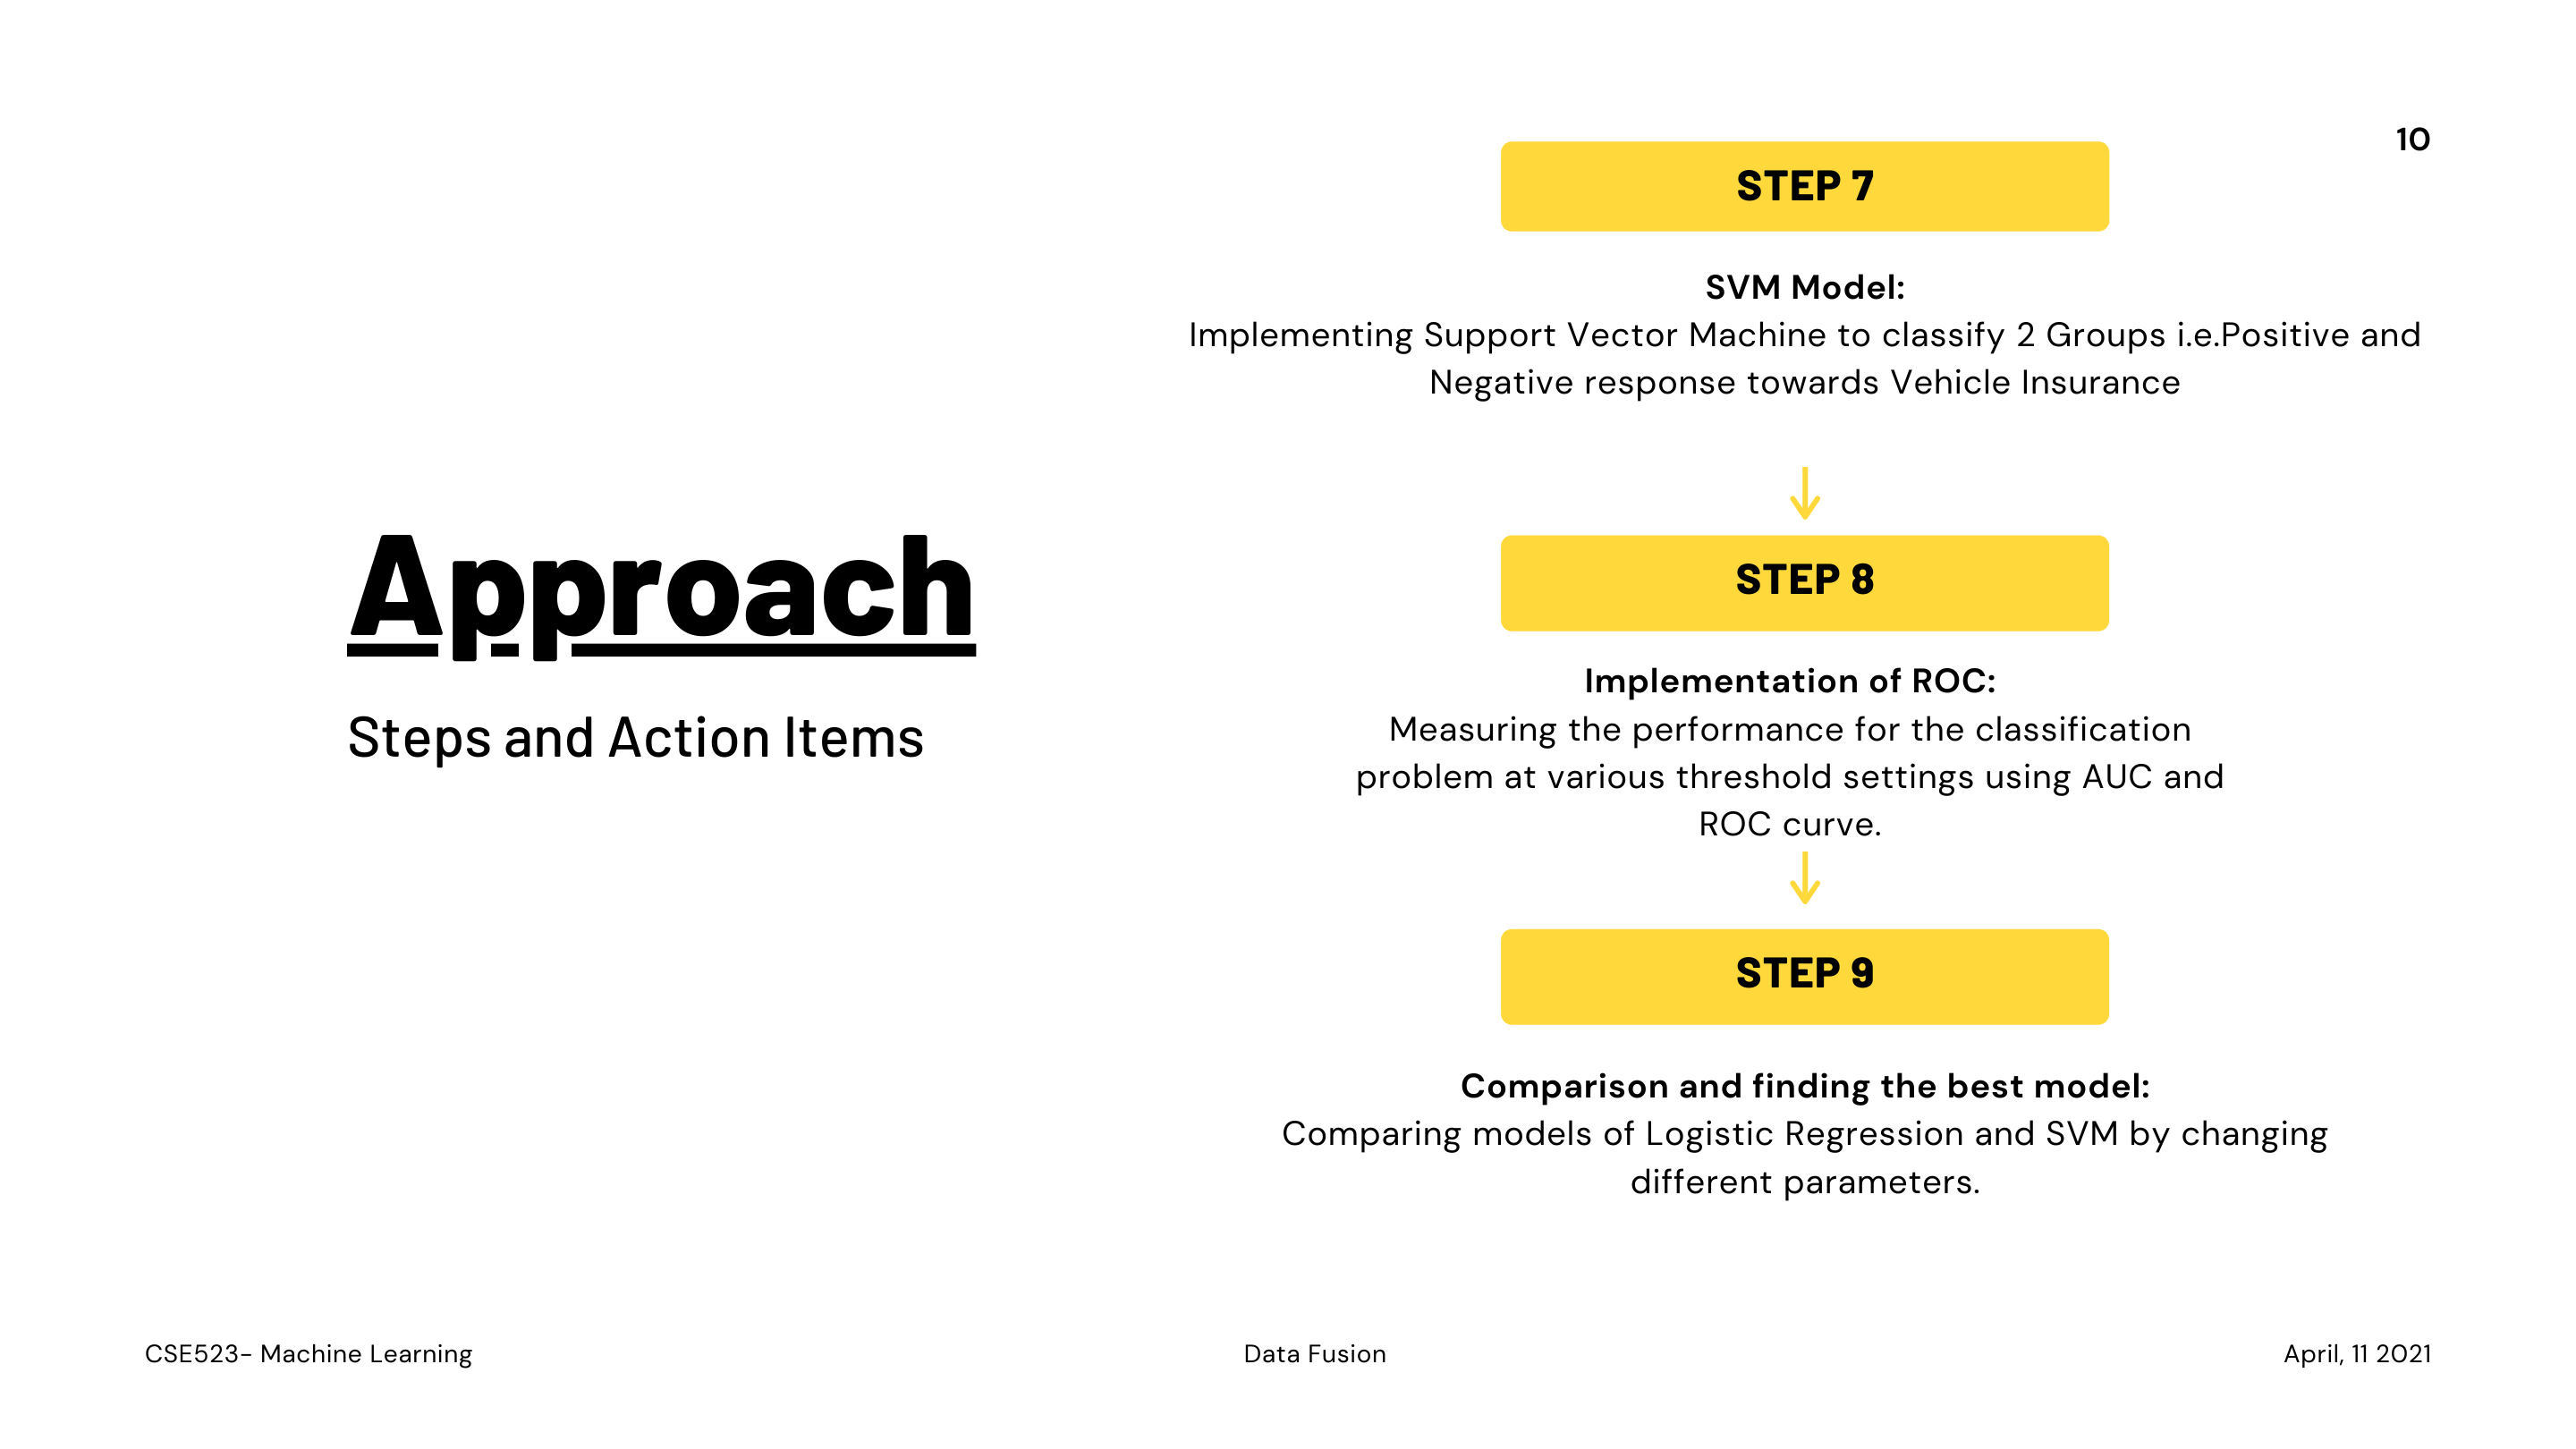 10
Approach
Steps and Action Items
STEP 7
SVM Model:
Implementing Support Vector Machine to classify 2 Groups i.e.Positive and
Negative response towards Vehicle Insurance
STEP 8
Implementation of ROC:
Measuring the performance for the classification
problem at various threshold settings using AUC and
ROC curve.
STEP 9
Comparison and finding the best model:
Comparing models of Logistic Regression and SVM by changing
different parameters.
CSE523- Machine Learning
Data Fusion
April, 11 2021